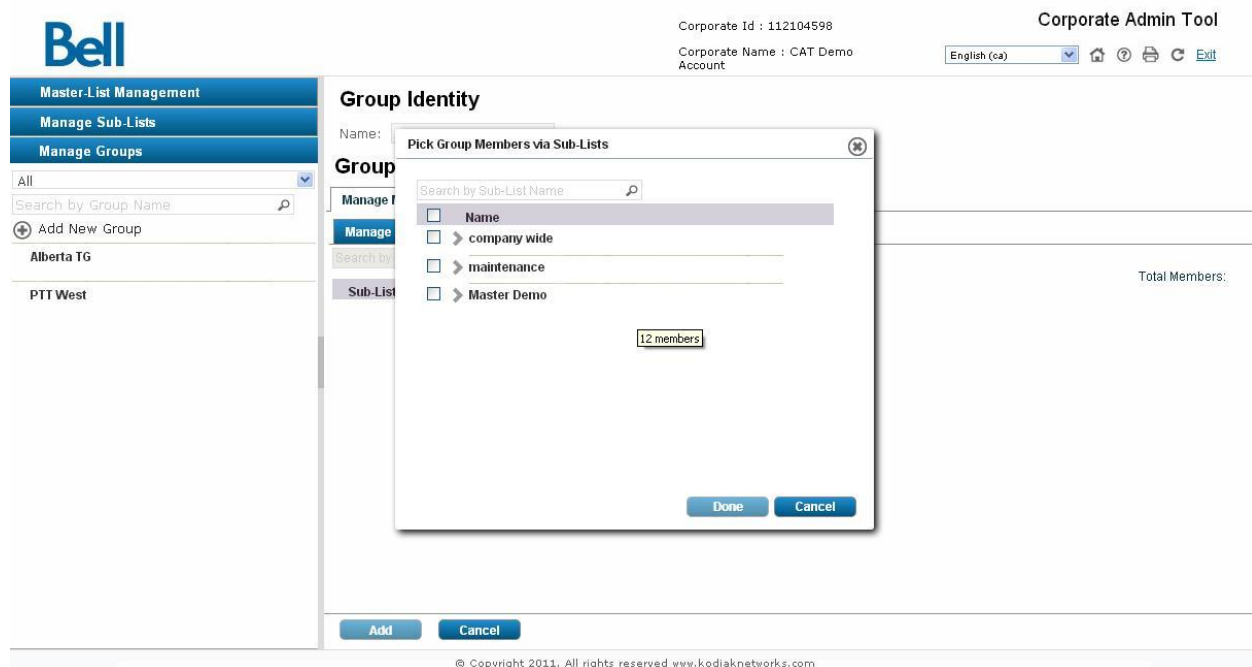 Bell
Corporate Id : 112104598
Corporate Name : CAT Demo
Account
Corporate Admin Tool
English (ca)
Exit
Master-List Management
Manage Sub-Lists
Manage Groups
All
Search by Group Name
Add New Group
Alberta TG
PTT West
Group Identity
Name:
Group
Manage
Manage
Search by
Sub-List
Total Members:
Pick Group Members via Sub-Lists
Search by Sub-List Name
Name
company wide
maintenance
Master Demo
12 members
Done
Cancel
Add
Cancel
© Copyright 2011, All rights reserved www.kodiaknetworks.com